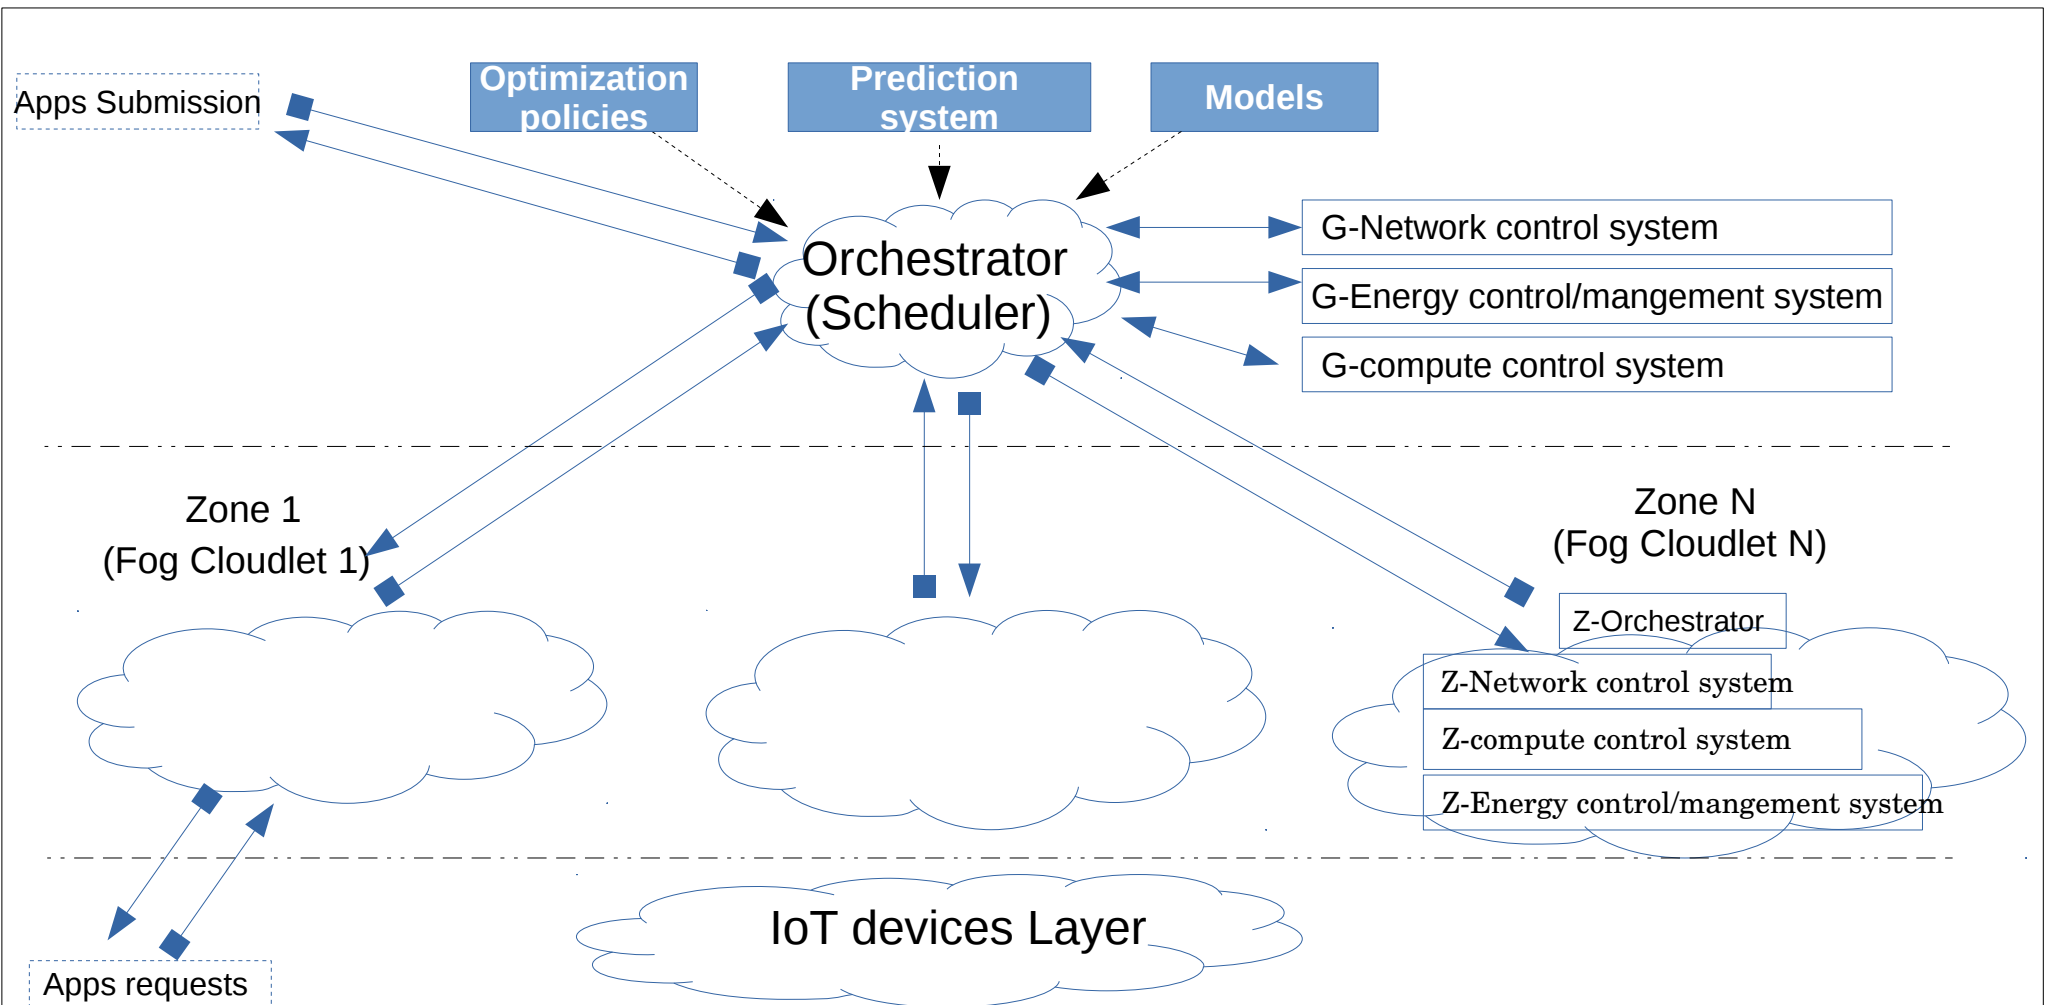 Apps Submission
Optimization
policies
Prediction
system
Models
Orchestrator
(Scheduler)
G-Network control system
G-Energy control/mangement system
G-compute control system
Zone 1
(Fog Cloudlet 1)
Zone N
(Fog Cloudlet N)
Z-Orchestrator
Z-Network control system
Z-compute control system
Z-Energy control/mangement system
IoT devices Layer
Apps requests